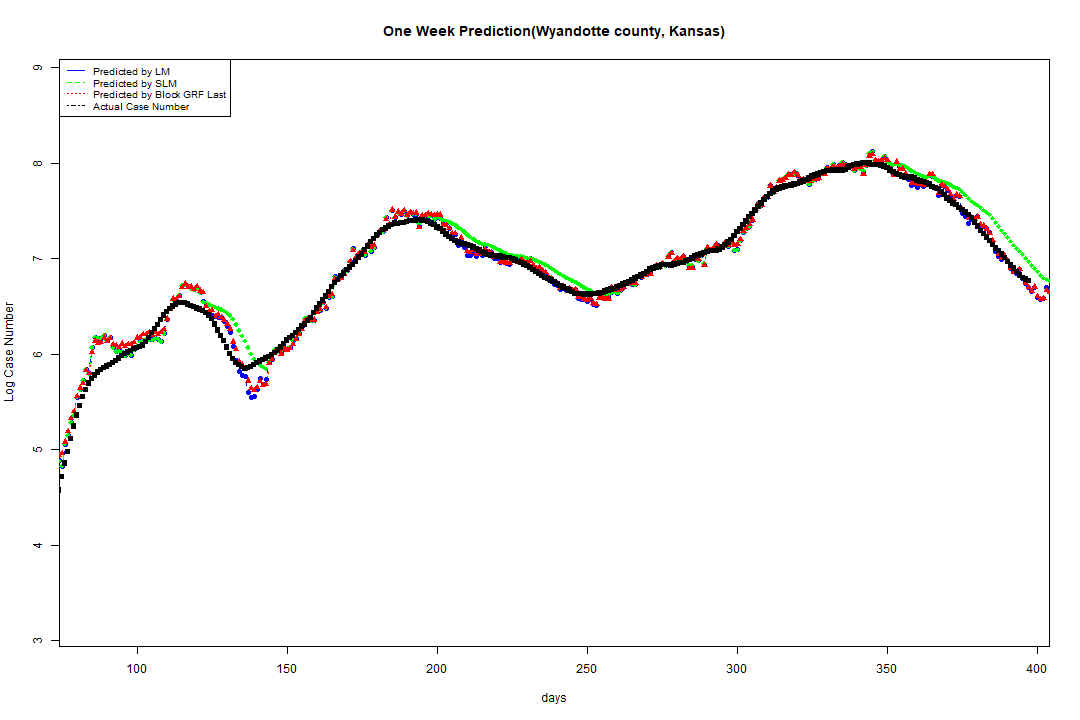 One Week Prediction(Wyandotte county, Kansas)
Predicted by LM
Predicted by SLM
Predicted by Block GRF Last
Actual Case Number
9
8
7
6
5
4
3
Log Case Number
100 150 200 250 300 350 400
days